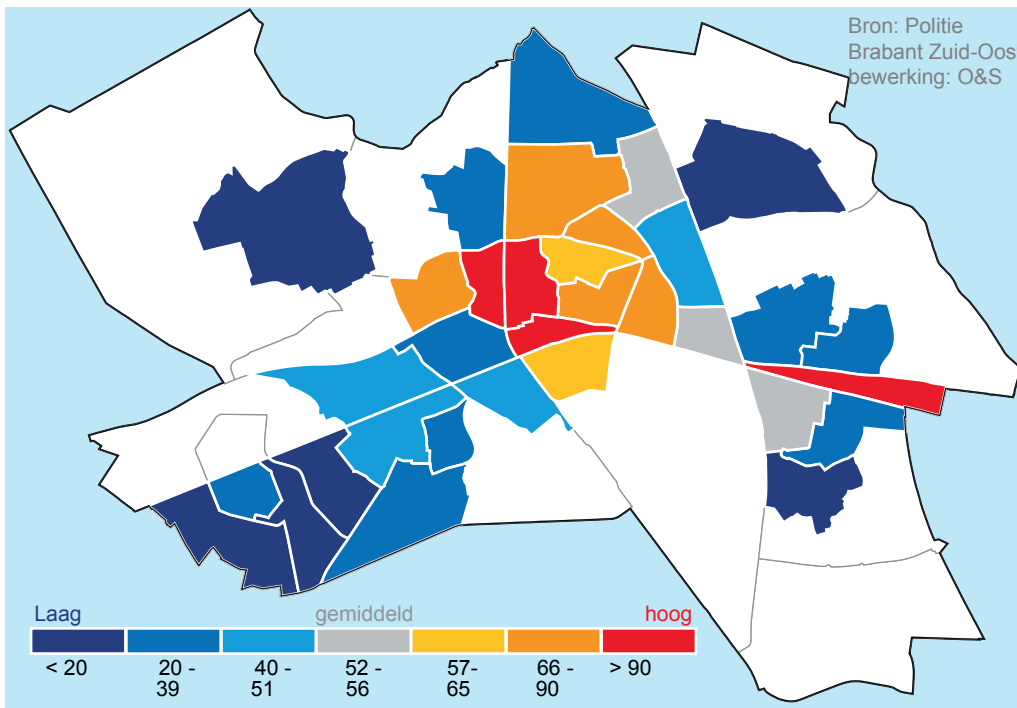 Bron: Politie
Brabant Zuid-Oos
bewerking: O&S
Laag gemiddeld hoog
< 20 20 - 40 - 52 - 57- 66 - > 90
39 51 56 65 90